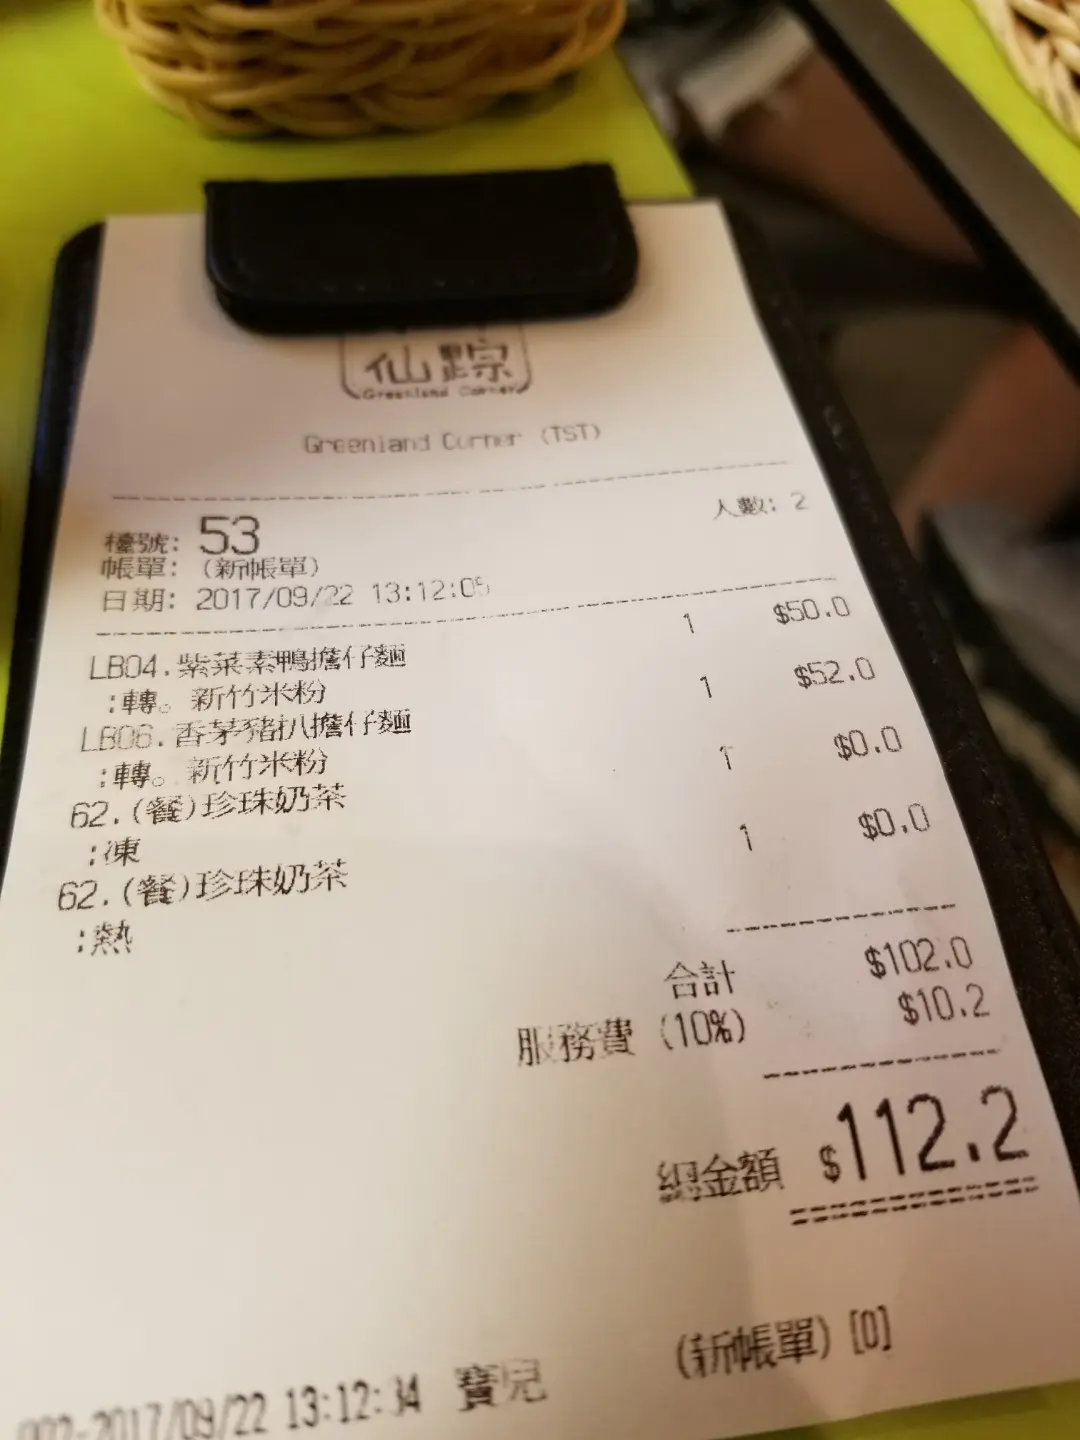 仙踪
Greenland Corner
Greenland Corner (TST)
檯號: 53 人數: 2
帳單: (新帳單)
日期: 2017/09/22 13:12:05
LB04.紫菜素鴨擔仔麵 1 $50.0
:轉。新竹米粉
LB06.香茅豬扒擔仔麵 1 $52.0
:轉。新竹米粉
62.(餐)珍珠奶茶 1 $0.0
:凍
62.(餐)珍珠奶茶 1 $0.0
:熱
合計 $102.0
服務費 (10%) $10.2
總金額 $112.2
(新帳單) [0]
002-2017/09/22 13:12:34 寶兒